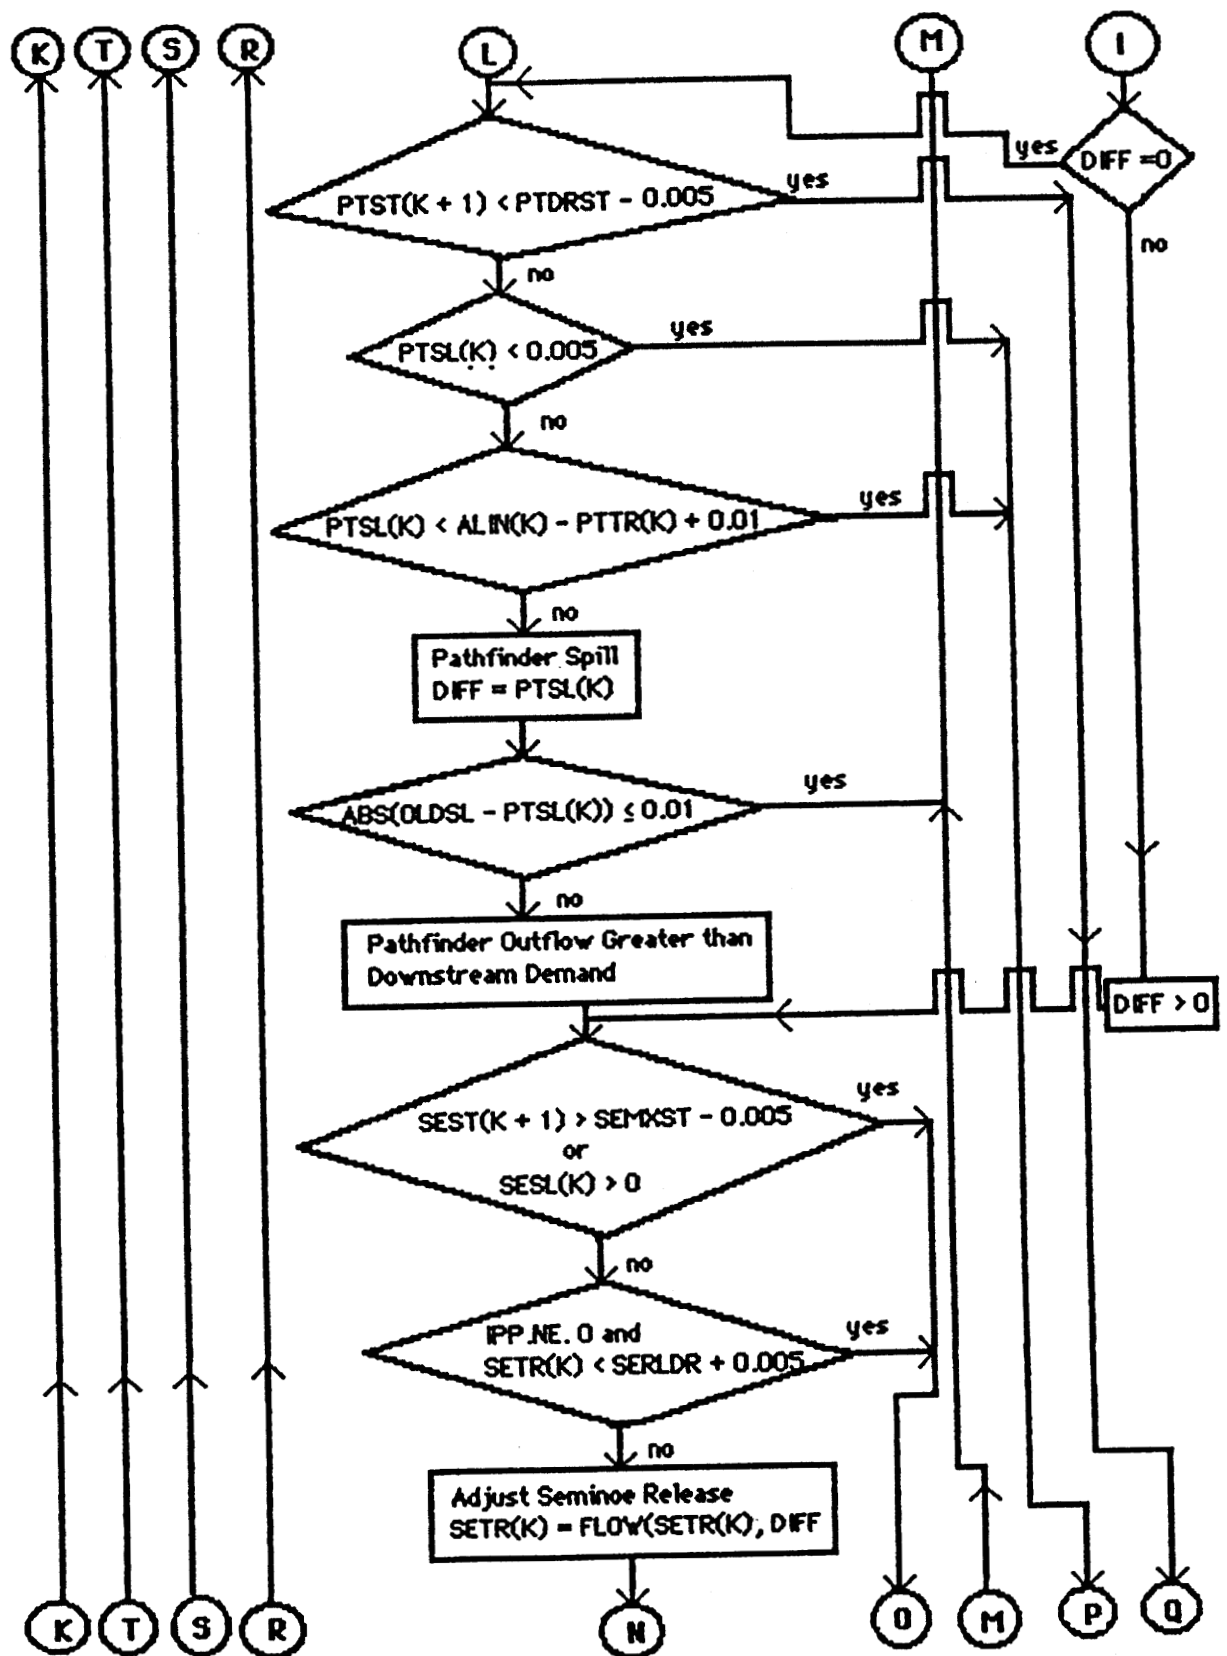 K T S R L M I
DIFF =0
yes
no
PTST(K + 1) < PTDRST - 0.005
yes
no
PTSL(K) < 0.005
yes
no
PTSL(K) < ALIN(K) - PTTR(K) + 0.01
yes
no
Pathfinder Spill
DIFF = PTSL(K)
ABS(OLDSL - PTSL(K)) ≤ 0.01
yes
no
Pathfinder Outflow Greater than
Downstream Demand
DIFF > 0
SEST(K + 1) > SEMXST - 0.005
or
SESL(K) > 0
yes
no
IPP.NE. 0 and
SETR(K) < SERLDR + 0.005
yes
no
Adjust Seminoe Release
SETR(K) = FLOW(SETR(K), DIFF
K T S R N O M P Q